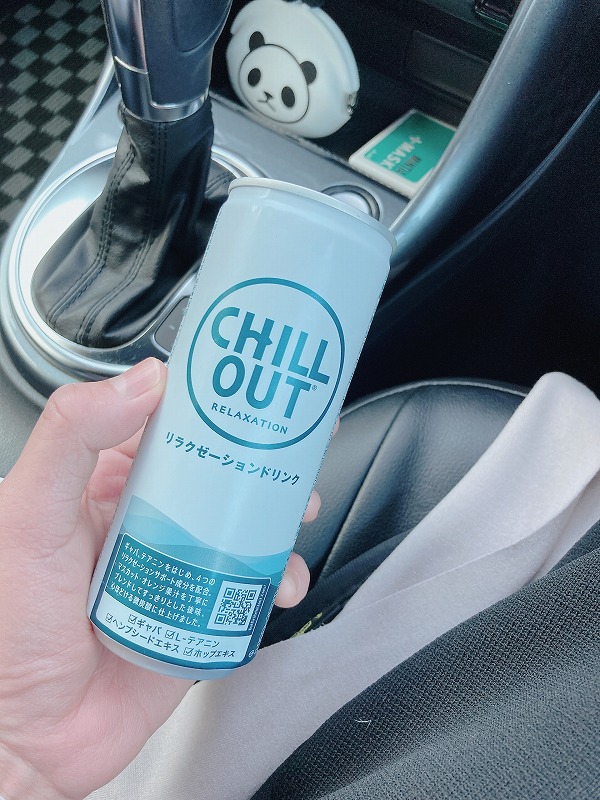 MINTIA
+MASK
CHILL
OUT®
RELAXATION
リラクゼーションドリンク
ギャバ、テアニンをはじめ、4つの
リラクゼーションサポート成分を配合。
マスカット・オレンジ果汁を丁寧に
ブレンドしてすっきりとした後味。
心ほどける微炭酸に仕上げました。
☑ギャバ ☑L-テアニン
☑ヘンプシードエキス ☑ホップエキス